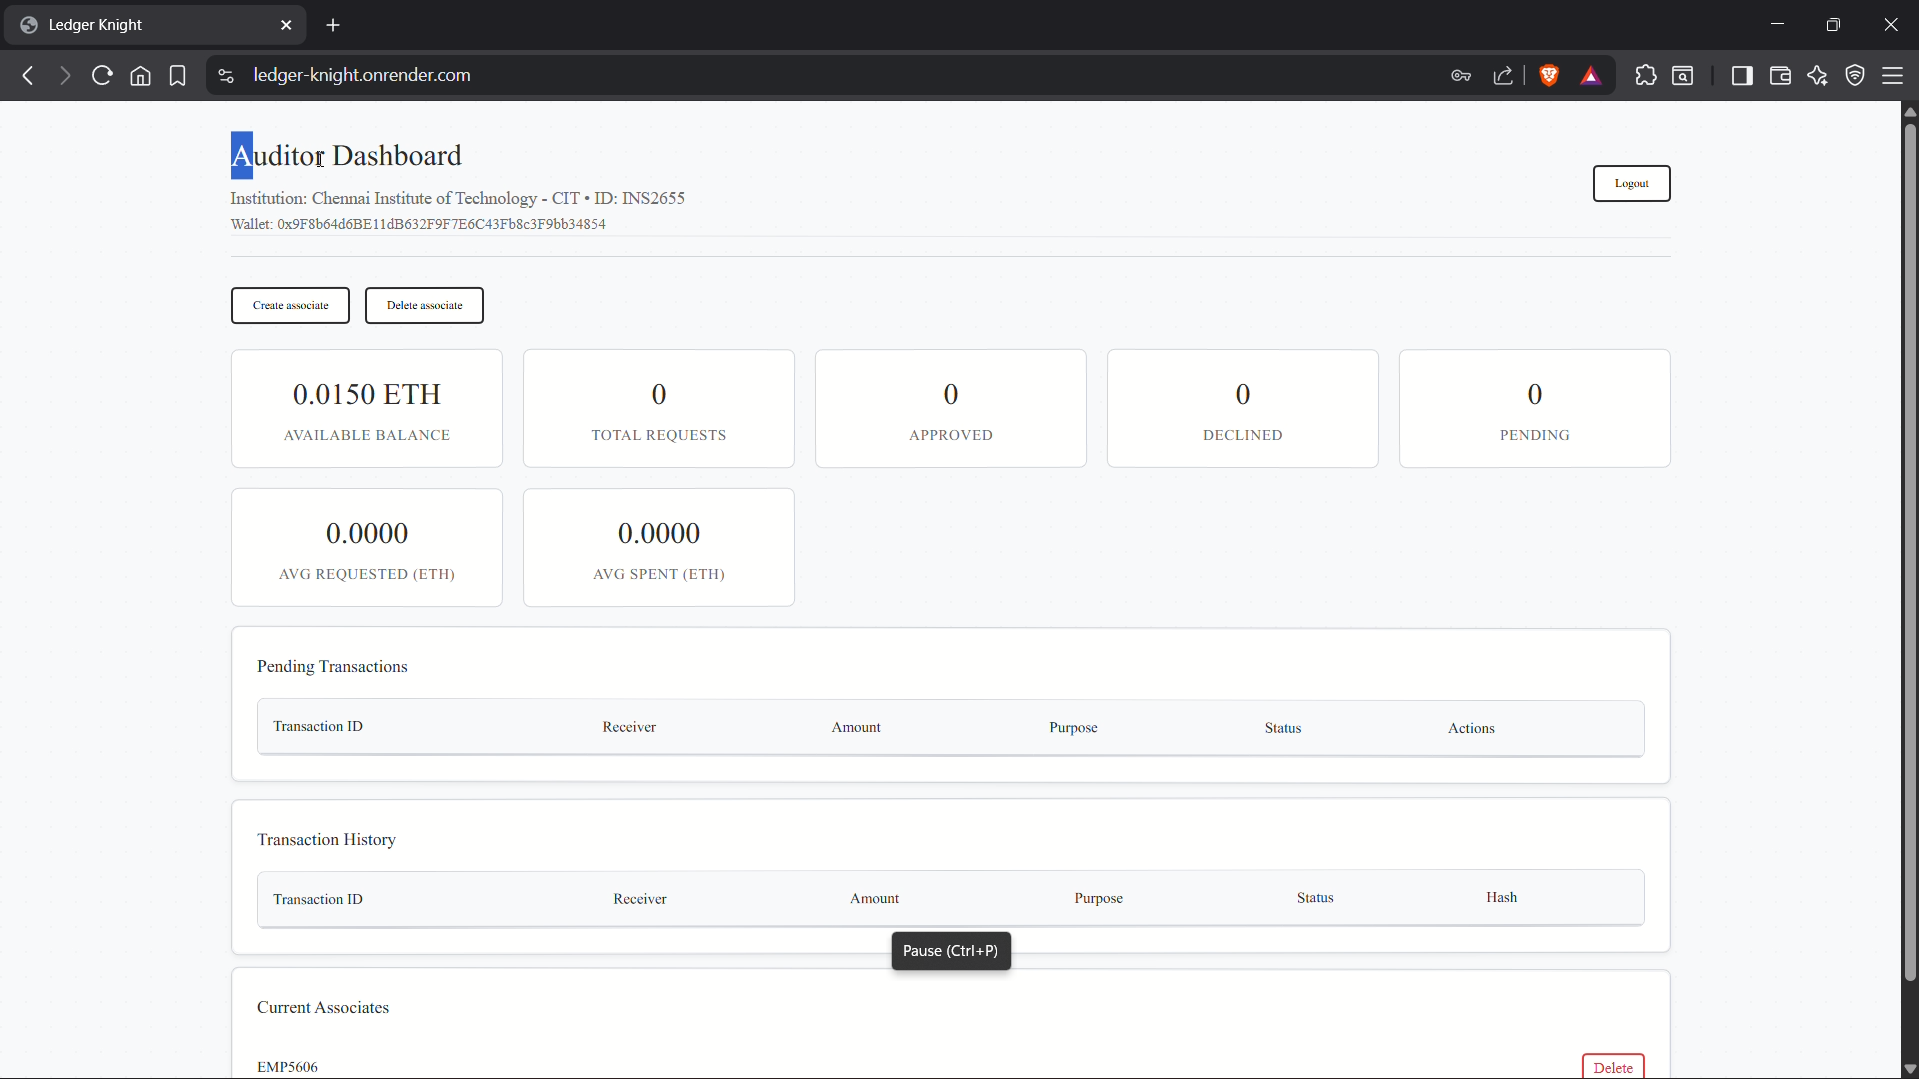 Ledger Knight
ledger-knight.onrender.com
Auditor Dashboard
Institution: Chennai Institute of Technology - CIT • ID: INS2655
Wallet: 0x9F8b64d6BE11dB632F9F7E6C43Fb8c3F9bb34854
Logout
Create associate
Delete associate
0.0150 ETH
AVAILABLE BALANCE
0
TOTAL REQUESTS
0
APPROVED
0
DECLINED
0
PENDING
0.0000
AVG REQUESTED (ETH)
0.0000
AVG SPENT (ETH)
Pending Transactions
Transaction ID Receiver Amount Purpose Status Actions
Transaction History
Transaction ID Receiver Amount Purpose Status Hash
Pause (Ctrl+P)
Current Associates
EMP5606
Delete